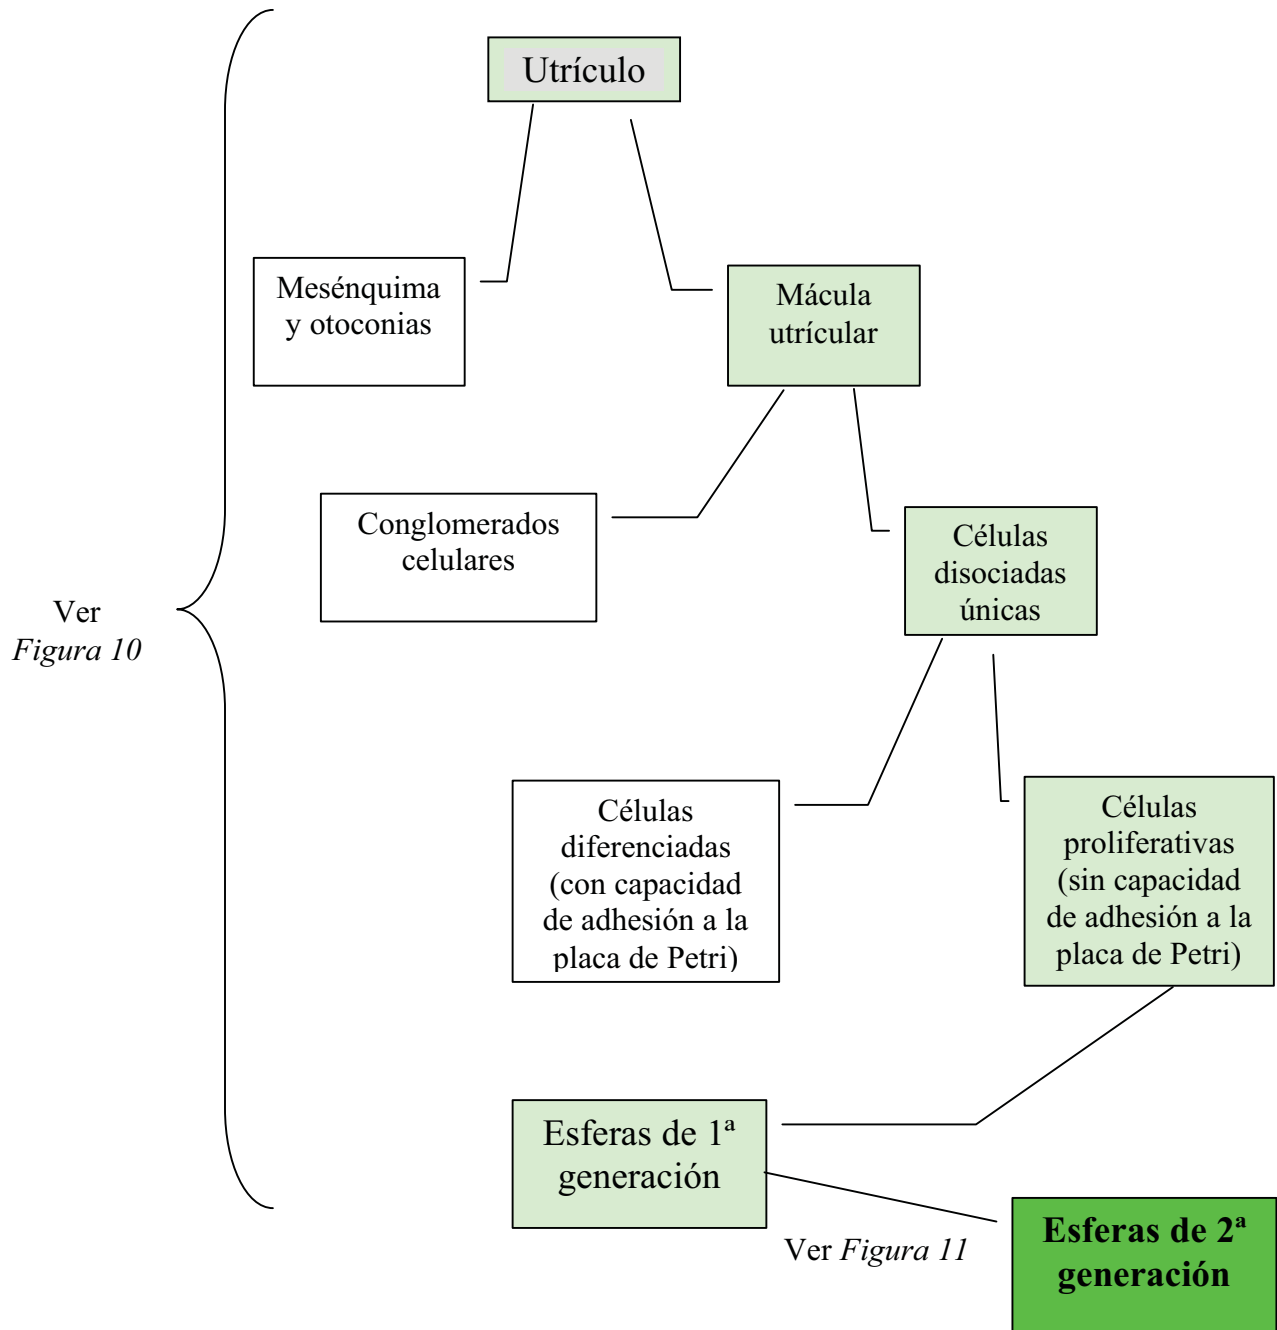 Utrículo
Mesénquima
y otoconias
Mácula
utrícular
Conglomerados
celulares
Células
disociadas
únicas
Ver
Figura 10
Células
diferenciadas
(con capacidad
de adhesión a la
placa de Petri)
Células
proliferativas
(sin capacidad
de adhesión a la
placa de Petri)
Esferas de 1ª
generación
Ver Figura 11
Esferas de 2ª
generación